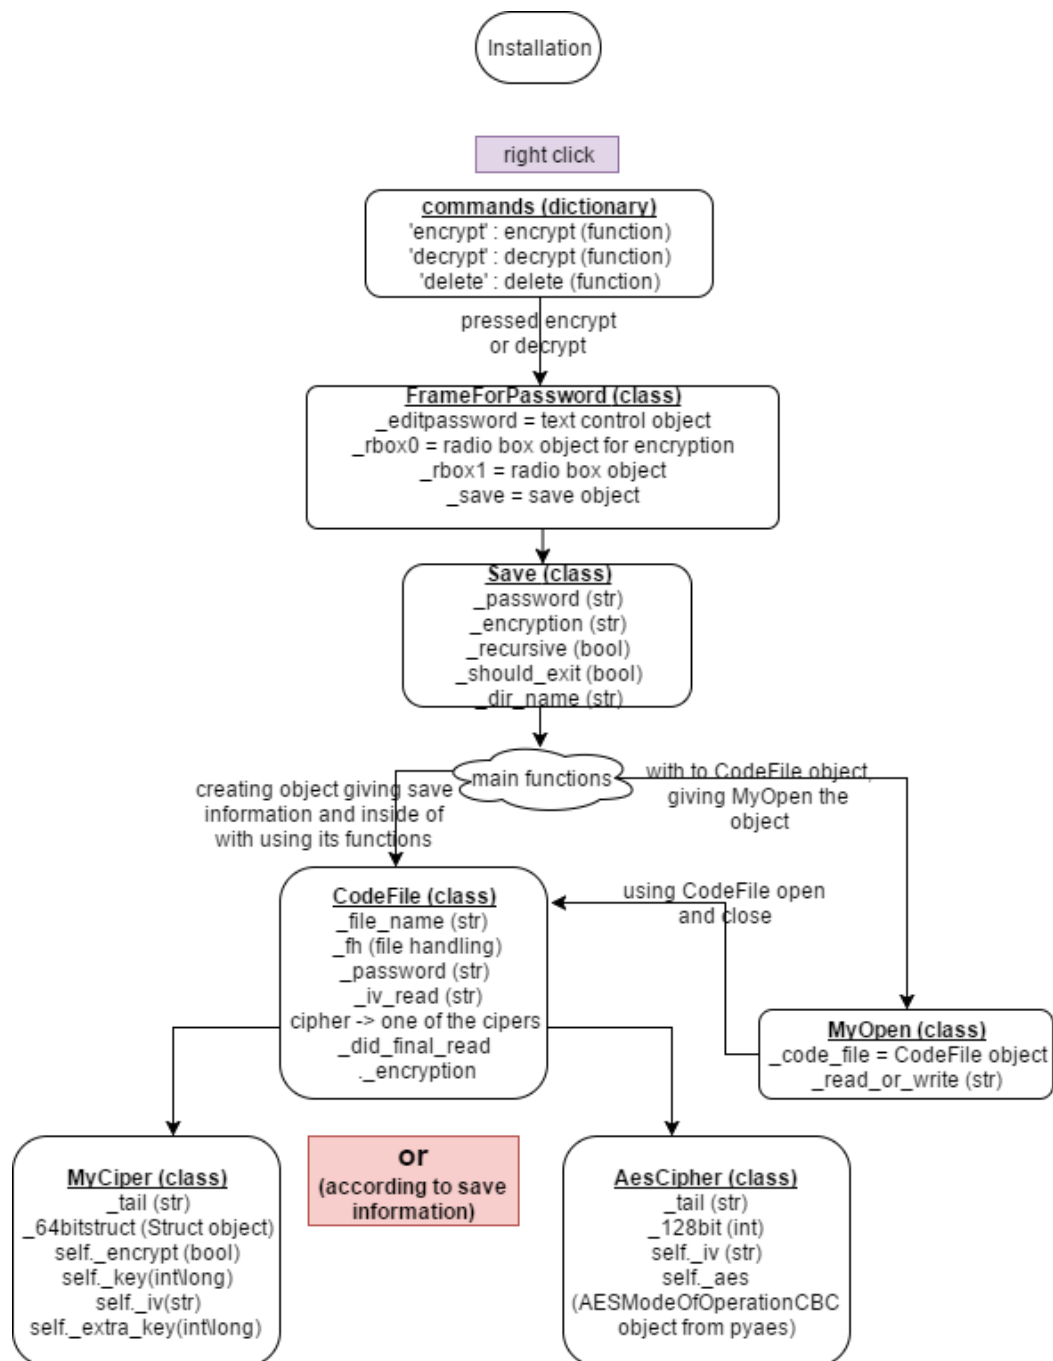 Installation
right click
commands (dictionary)
'encrypt' : encrypt (function)
'decrypt' : decrypt (function)
'delete' : delete (function)
pressed encrypt
or decrypt
FrameForPassword (class)
_editpassword = text control object
_rbox0 = radio box object for encryption
_rbox1 = radio box object
_save = save object
Save (class)
_password (str)
_encryption (str)
_recursive (bool)
_should_exit (bool)
_dir_name (str)
main functions
creating object giving save
information and inside of
with using its functions
with to CodeFile object,
giving MyOpen the
object
CodeFile (class)
_file_name (str)
_fh (file handling)
_password (str)
_iv_read (str)
cipher -> one of the cipers
_did_final_read
._encryption
using CodeFile open
and close
MyOpen (class)
_code_file = CodeFile object
_read_or_write (str)
MyCiper (class)
_tail (str)
_64bitstruct (Struct object)
self._encrypt (bool)
self._key(int\long)
self._iv(str)
self._extra_key(int\long)
or
(according to save
information)
AesCipher (class)
_tail (str)
_128bit (int)
self._iv (str)
self._aes
(AESModeOfOperationCBC
object from pyaes)